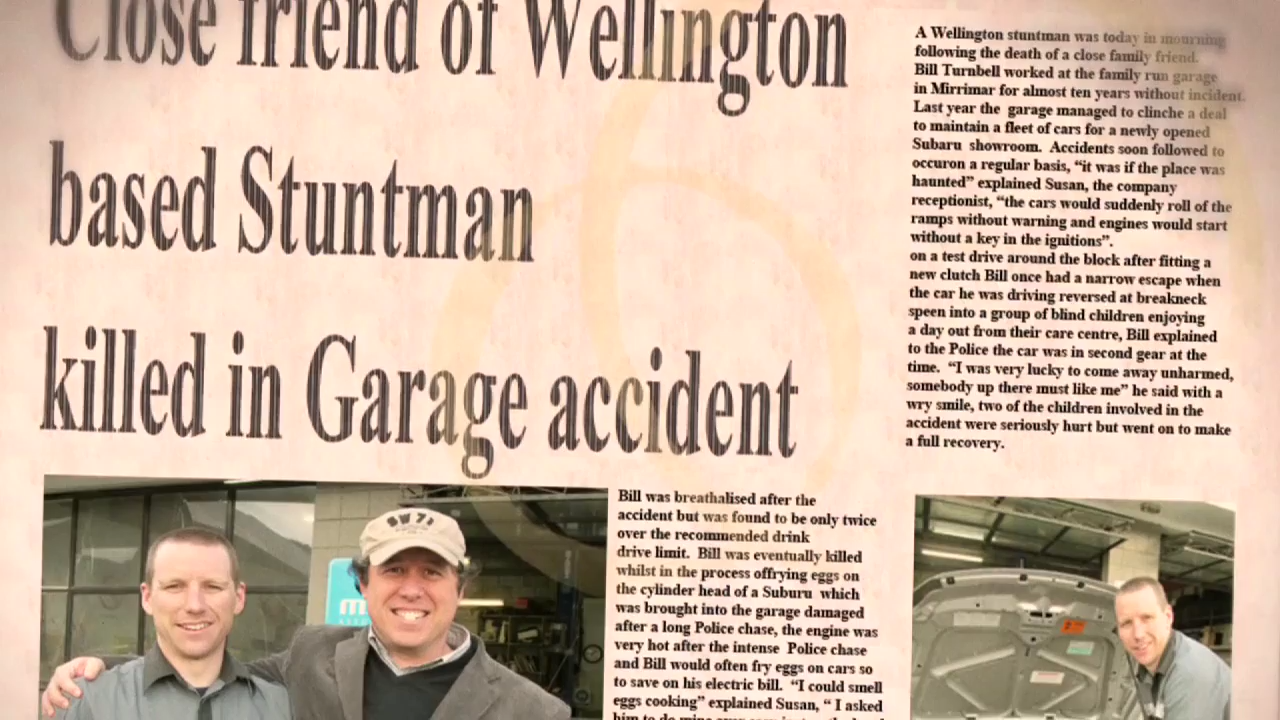 Close friend of Wellington
based Stuntman
killed in Garage accident
A Wellington stuntman was today in mourning
following the death of a close family friend.
Bill Turnbell worked at the family run garage
in Mirrimar for almost ten years without incident.
Last year the garage managed to clinche a deal
to maintain a fleet of cars for a newly opened
Subaru showroom. Accidents soon followed to
occuron a regular basis, “it was if the place was
haunted” explained Susan, the company
receptionist, “the cars would suddenly roll of the
ramps without warning and engines would start
without a key in the ignitions”.
on a test drive around the block after fitting a
new clutch Bill once had a narrow escape when
the car he was driving reversed at breakneck
speen into a group of blind children enjoying
a day out from their care centre, Bill explained
to the Police the car was in second gear at the
time. “I was very lucky to come away unharmed,
somebody up there must like me” he said with a
wry smile, two of the children involved in the
accident were seriously hurt but went on to make
a full recovery.
Bill was breathalised after the
accident but was found to be only twice
over the recommended drink
drive limit. Bill was eventually killed
whilst in the process offrying eggs on
the cylinder head of a Suburu which
was brought into the garage damaged
after a long Police chase, the engine was
very hot after the intense Police chase
and Bill would often fry eggs on cars so
to save on his electric bill. “I could smell
eggs cooking” explained Susan, “ I asked
him to do mine